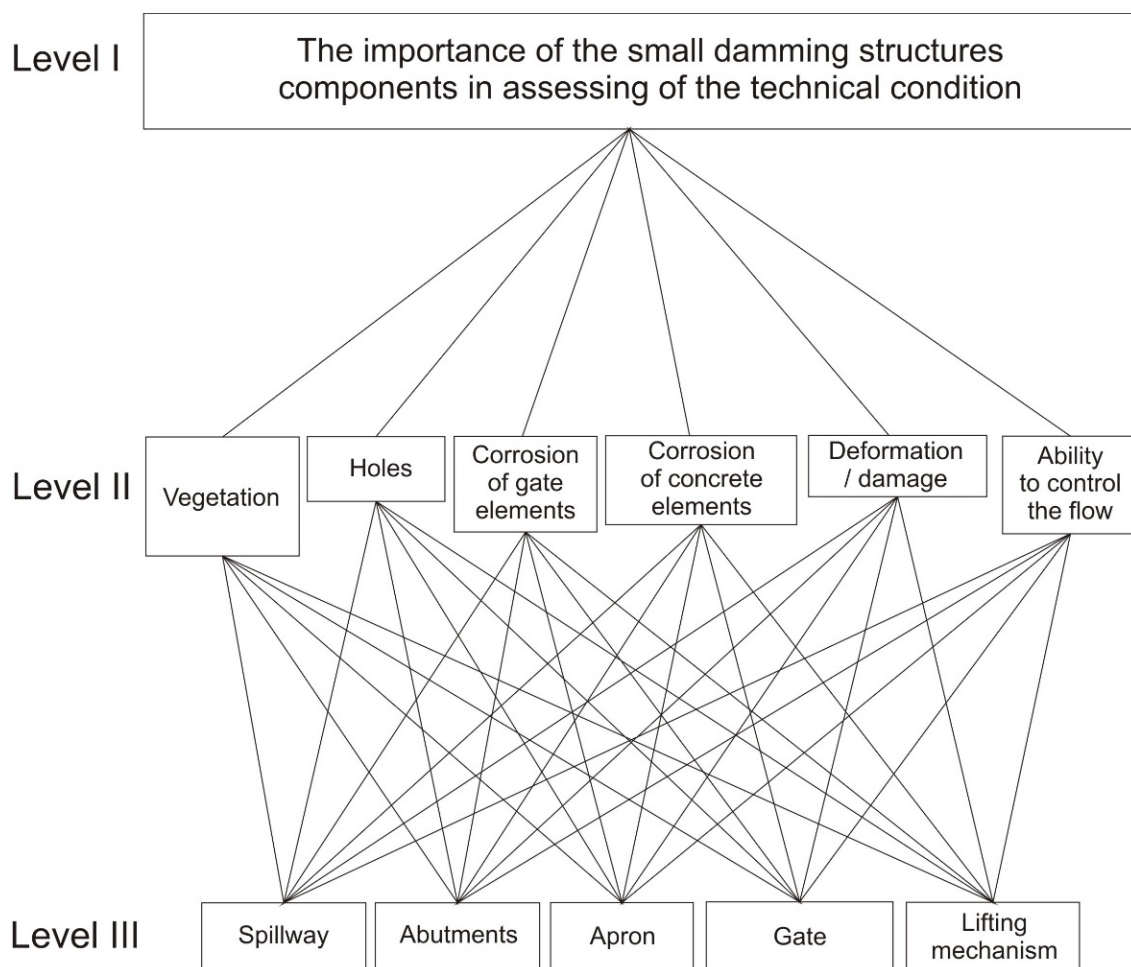 Level I
The importance of the small damming structures
components in assessing of the technical condition
Level II
Vegetation
Holes
Corrosion
of gate
elements
Corrosion
of concrete
elements
Deformation
/ damage
Ability
to control
the flow
Level III
Spillway
Abutments
Apron
Gate
Lifting
mechanism